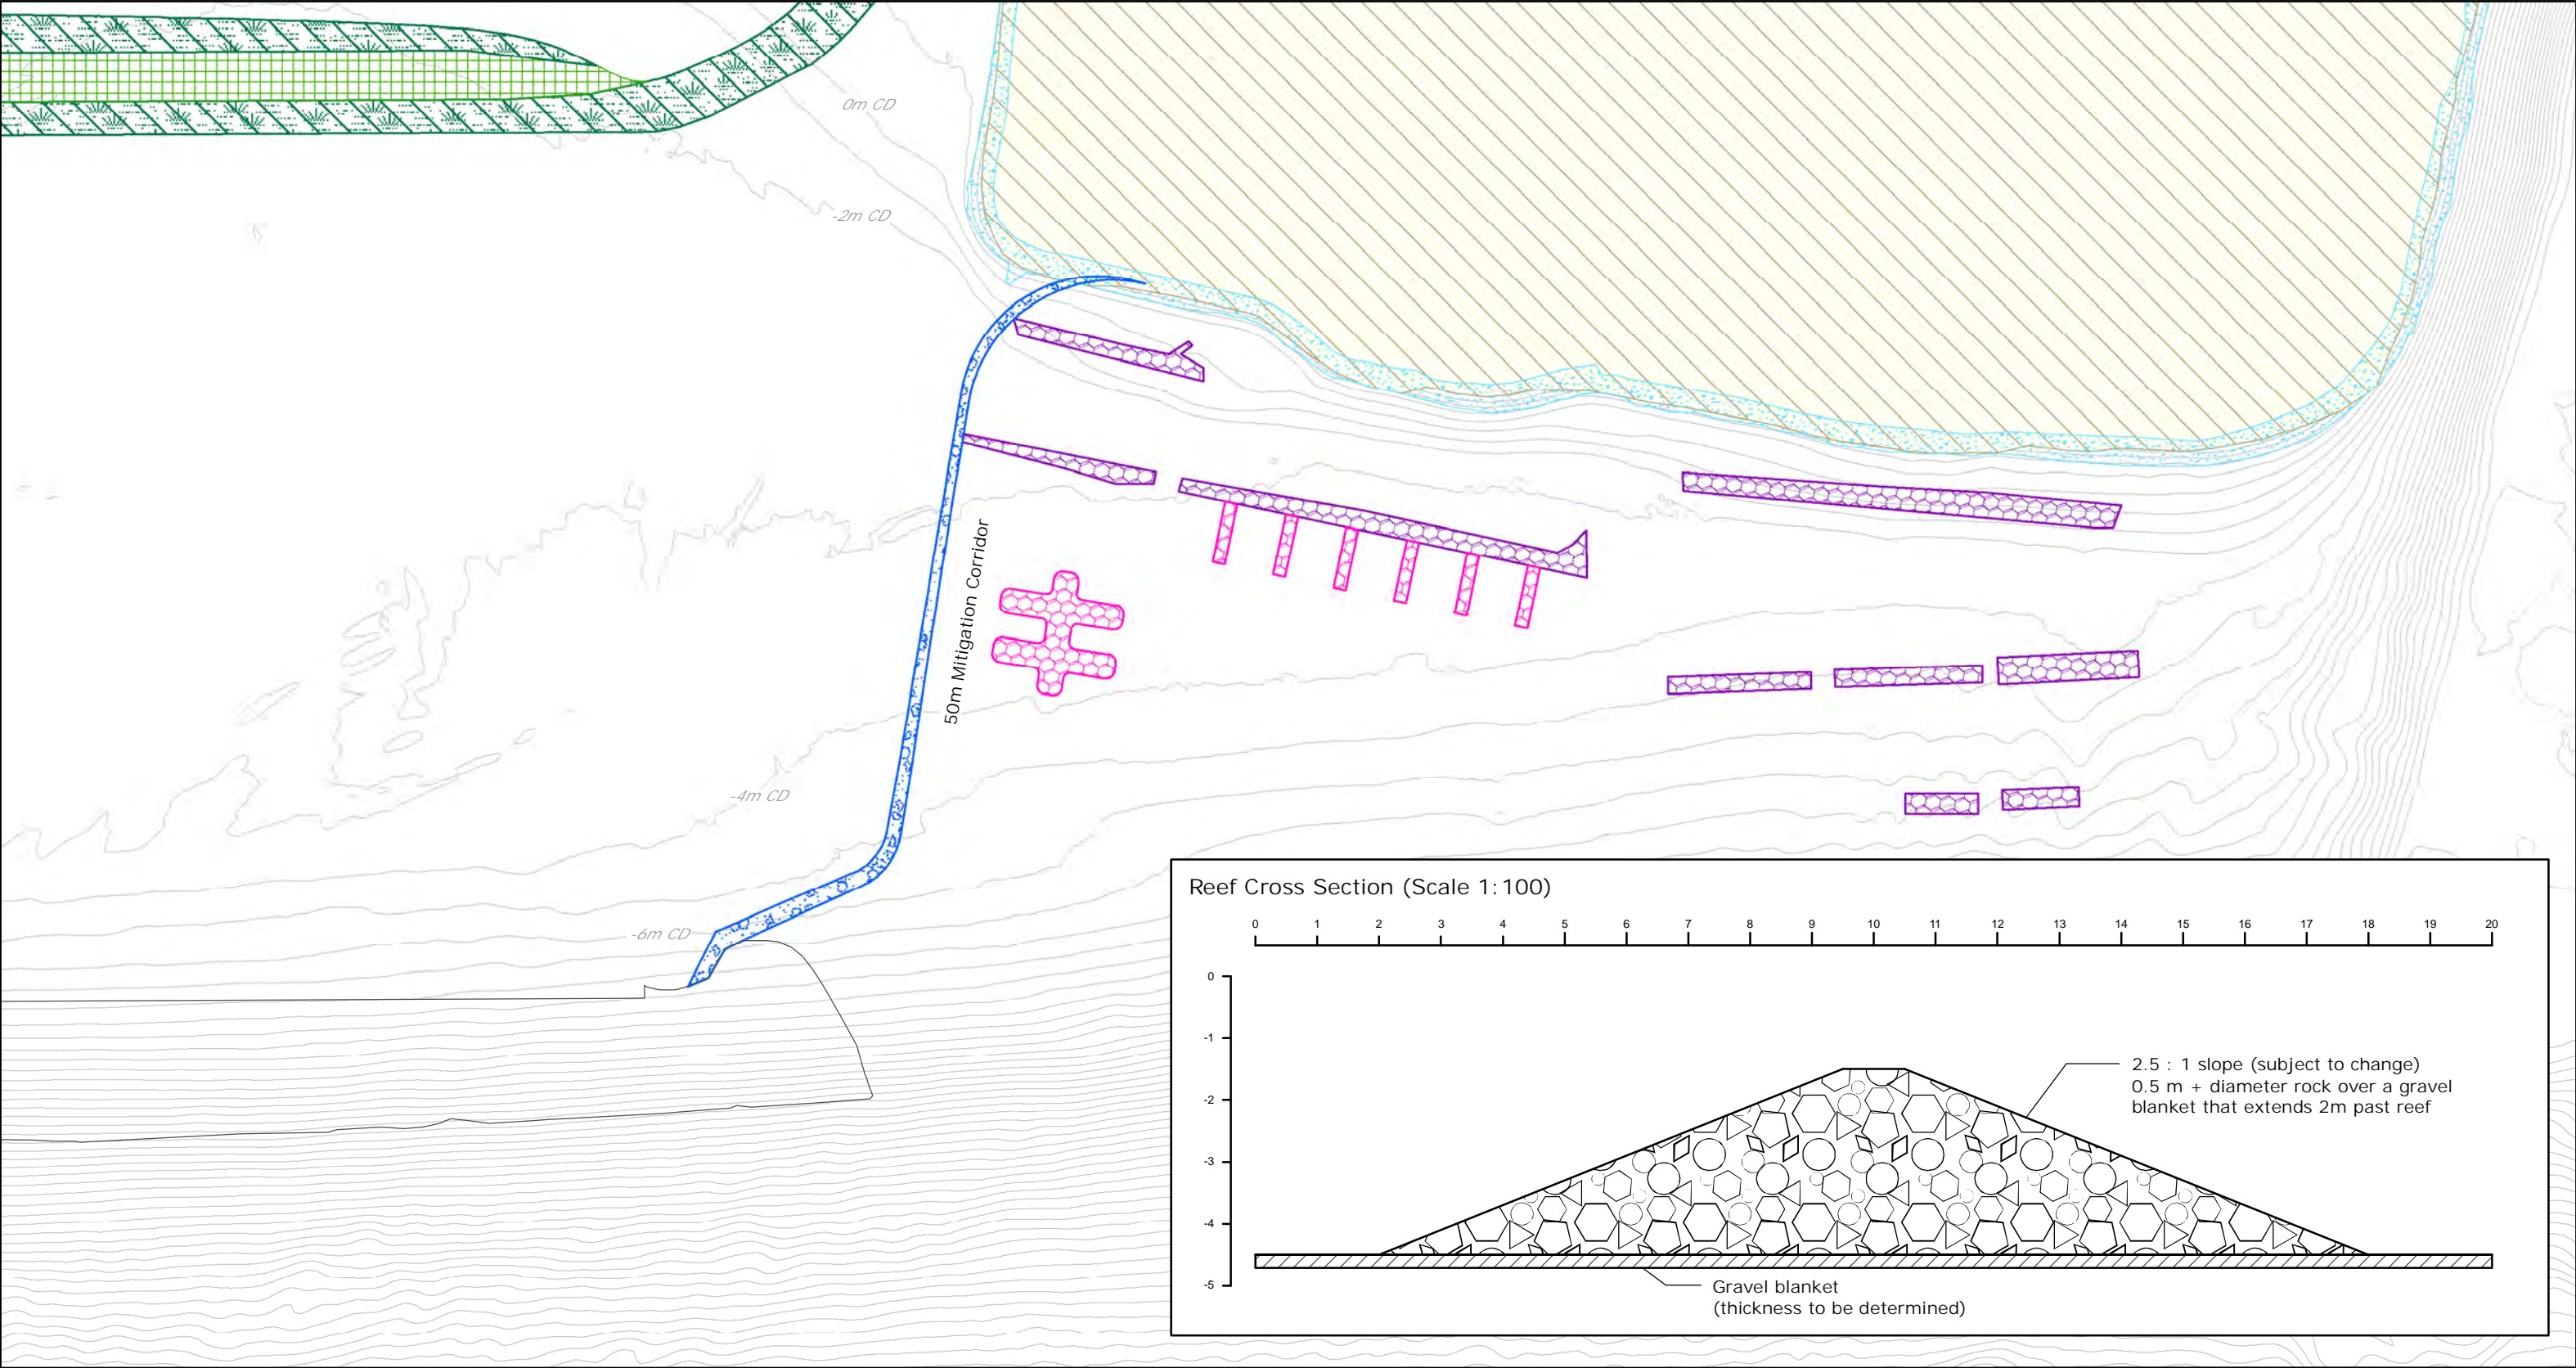 0m CD
-2m CD
50m Mitigation Corridor
-4m CD
-6m CD
Reef Cross Section (Scale 1:100)
0 1 2 3 4 5 6 7 8 9 10 11 12 13 14 15 16 17 18 19 20
0
-1
-2
-3
-4
-5
2.5 : 1 slope (subject to change)
0.5 m + diameter rock over a gravel
blanket that extends 2m past reef
Gravel blanket
(thickness to be determined)